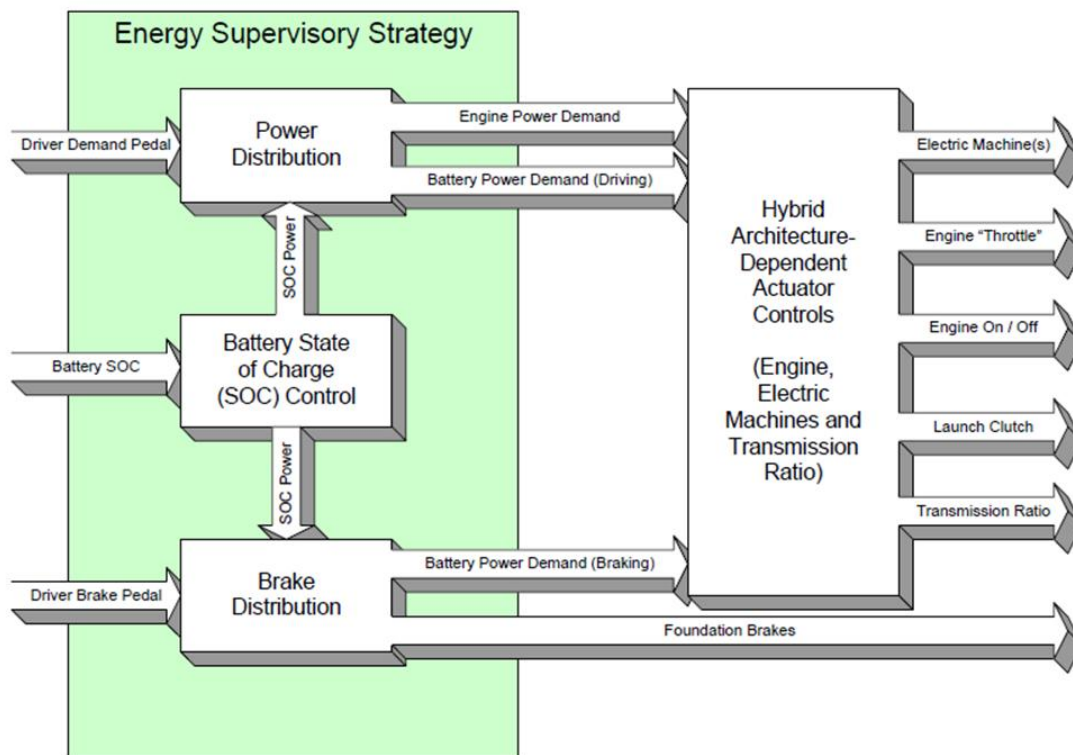 Energy Supervisory Strategy
Driver Demand Pedal
Power
Distribution
Engine Power Demand
Battery Power Demand (Driving)
SOC Power
Battery SOC
Battery State
of Charge
(SOC) Control
SOC Power
Driver Brake Pedal
Brake
Distribution
Battery Power Demand (Braking)
Foundation Brakes
Hybrid
Architecture-
Dependent
Actuator
Controls
(Engine,
Electric
Machines and
Transmission
Ratio)
Electric Machine(s)
Engine “Throttle”
Engine On / Off
Launch Clutch
Transmission Ratio